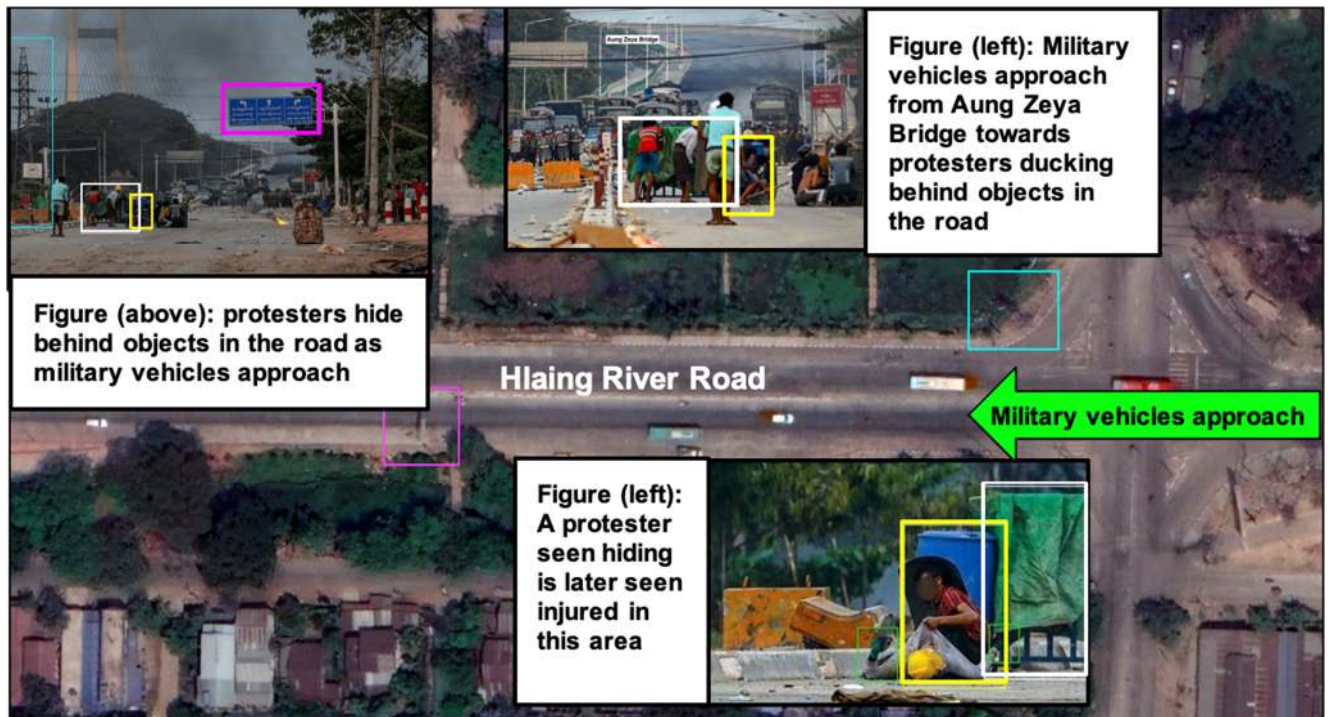 Aung Zeya Bridge
Figure (left): Military
vehicles approach
from Aung Zeya
Bridge towards
protesters ducking
behind objects in
the road
Figure (above): protesters hide
behind objects in the road as
military vehicles approach
Hlaing River Road
Military vehicles approach
Figure (left):
A protester
seen hiding
is later seen
injured in
this area